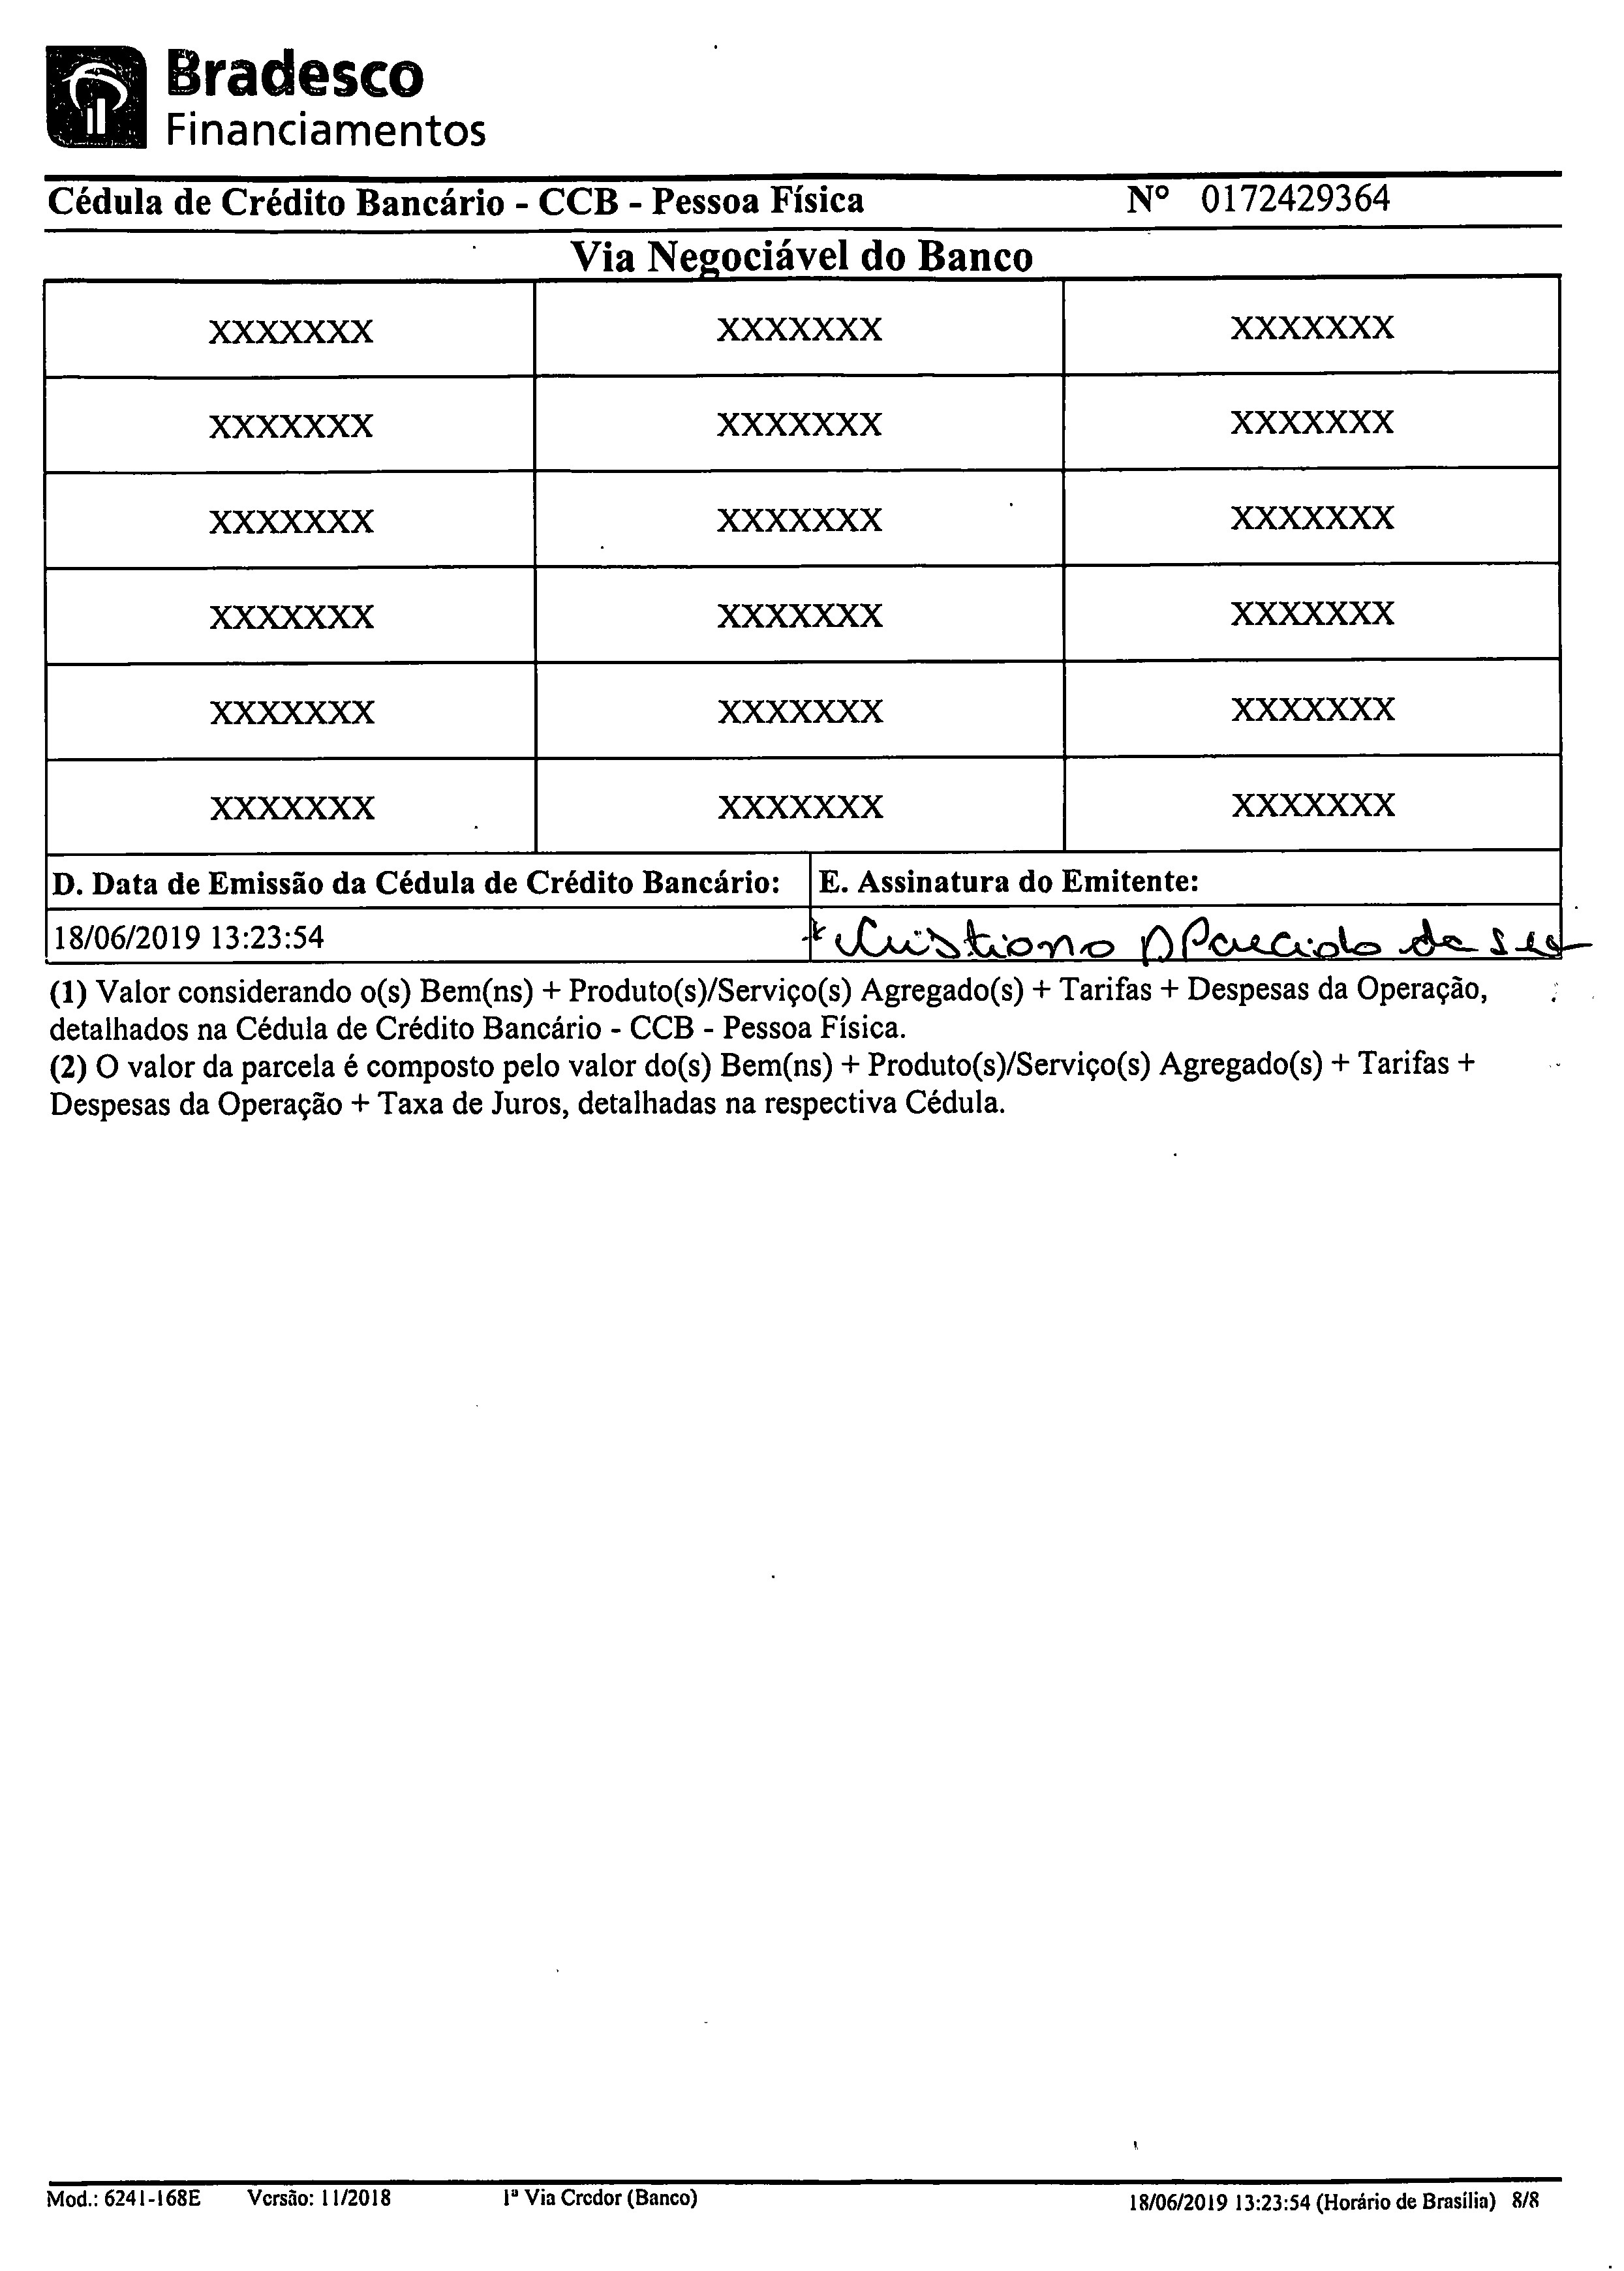 Bradesco
Financiamentos
Cédula de Crédito Bancário - CCB - Pessoa Física Nº 0172429364
Via Negociável do Banco
XXXXXXX XXXXXXX XXXXXXX
XXXXXXX XXXXXXX XXXXXXX
XXXXXXX XXXXXXX XXXXXXX
XXXXXXX XXXXXXX XXXXXXX
XXXXXXX XXXXXXX XXXXXXX
XXXXXXX XXXXXXX XXXXXXX
D. Data de Emissão da Cédula de Crédito Bancário: E. Assinatura do Emitente:
18/06/2019 13:23:54 Cristiano Aparecido da
(1) Valor considerando o(s) Bem(ns) + Produto(s)/Serviço(s) Agregado(s) + Tarifas + Despesas da Operação,
detalhados na Cédula de Crédito Bancário - CCB - Pessoa Física.
(2) O valor da parcela é composto pelo valor do(s) Bem(ns) + Produto(s)/Serviço(s) Agregado(s) + Tarifas +
Despesas da Operação + Taxa de Juros, detalhadas na respectiva Cédula.
Mod.: 6241-168E Versão: 11/2018 1ª Via Credor (Banco) 18/06/2019 13:23:54 (Horário de Brasília) 8/8